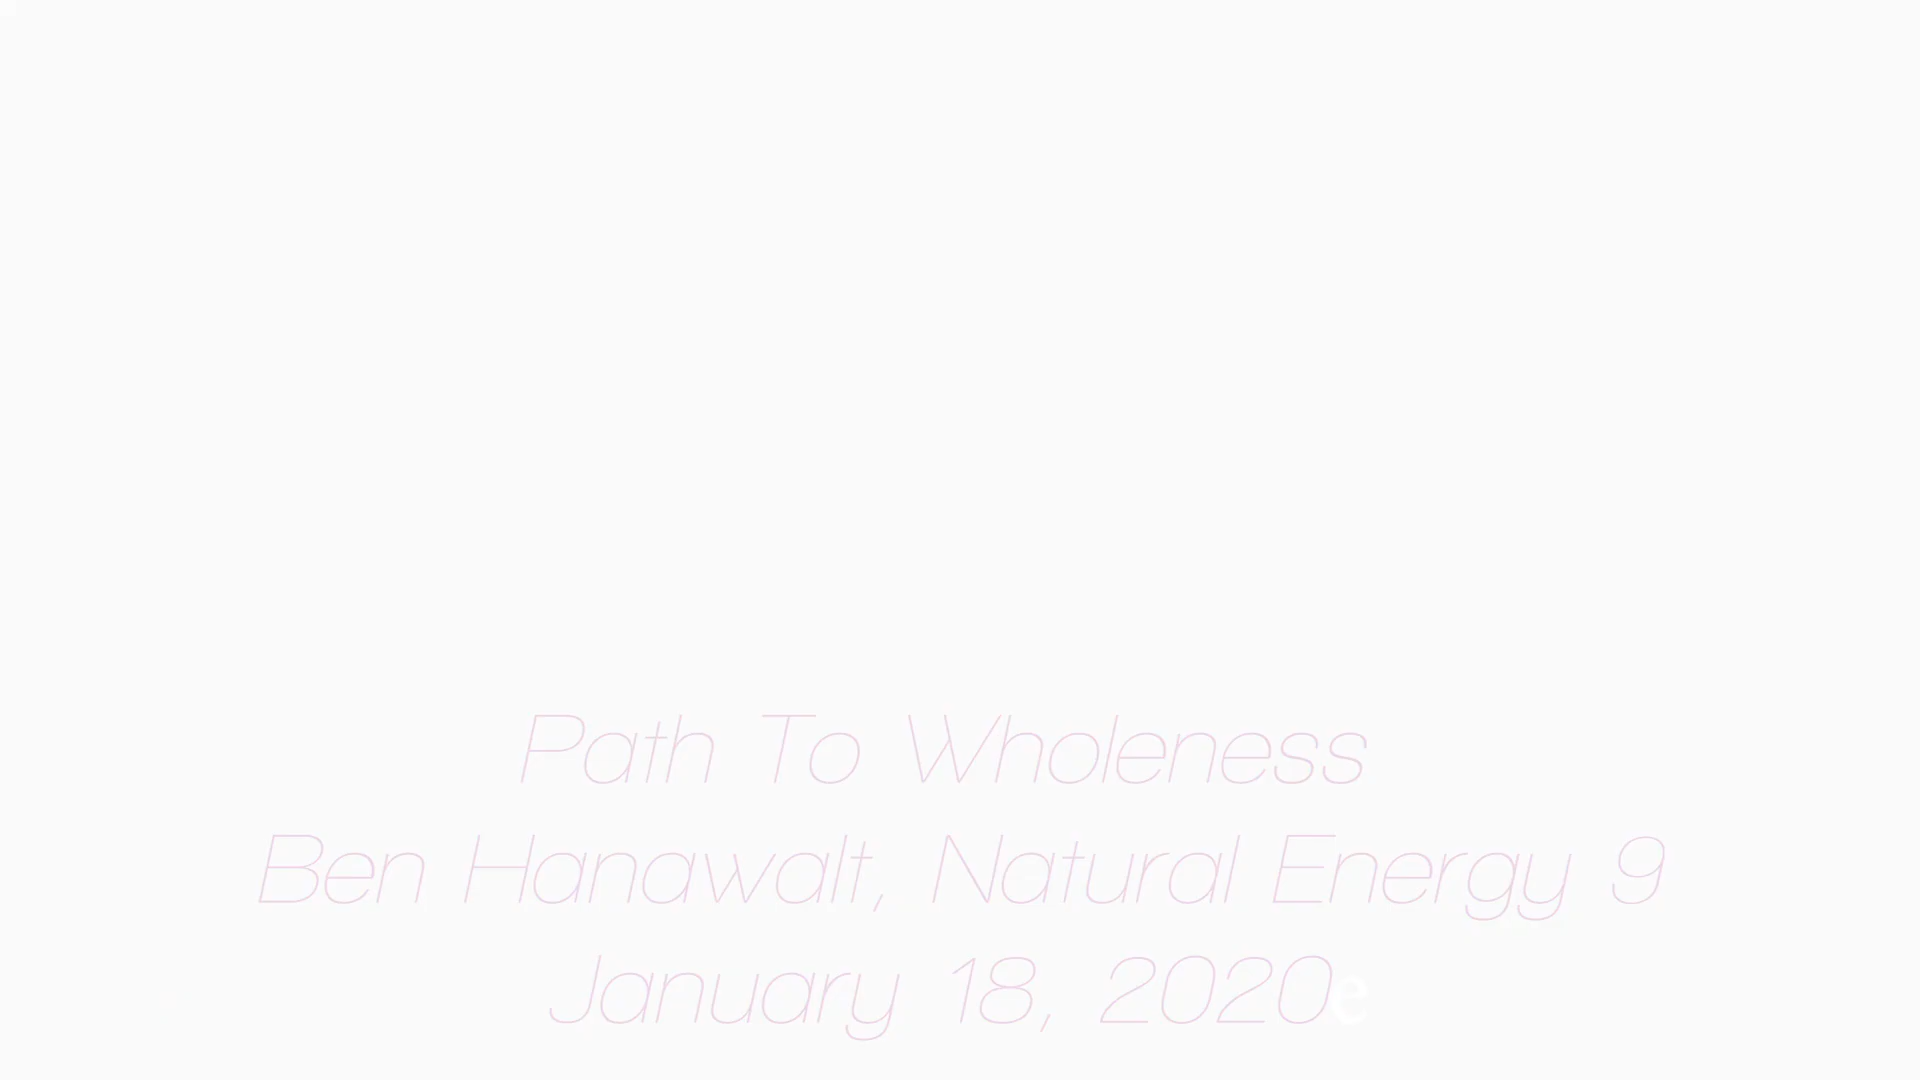 Path To Wholeness
Ben Hanawalt, Natural Energy 9
January 18, 2020